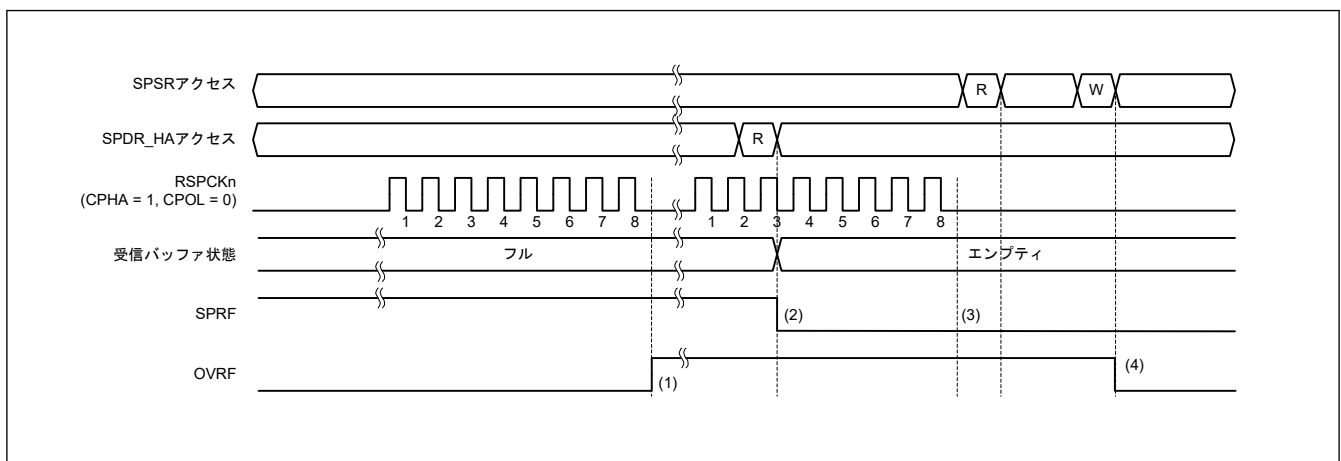 SPSRアクセス
R
W
SPDR_HAアクセス
R
RSPCKn
(CPHA = 1, CPOL = 0)
1 2 3 4 5 6 7 8
1 2 3 4 5 6 7 8
受信バッファ状態
フル
エンプティ
SPRF
(2)
(3)
OVRF
(1)
(4)